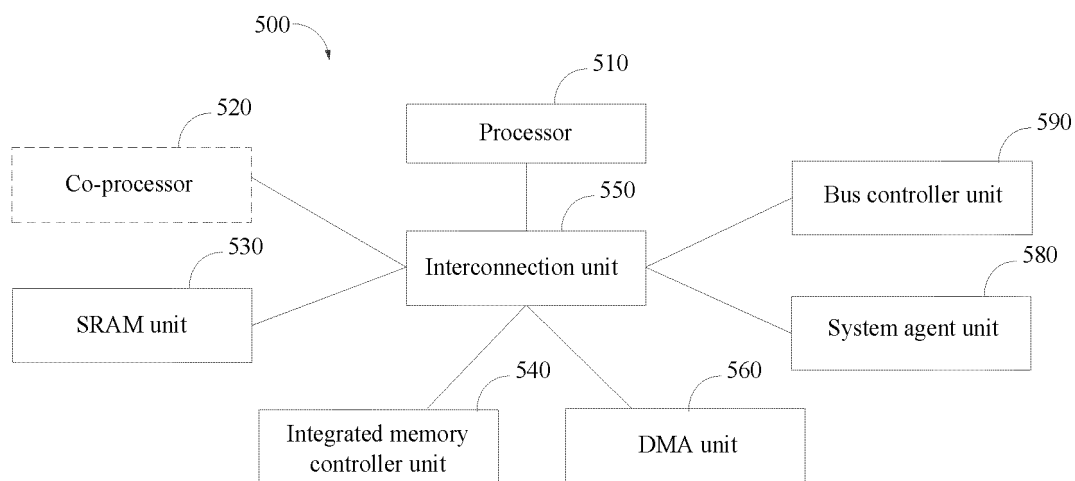 500
510
Processor
520
Co-processor
590
Bus controller unit
550
Interconnection unit
530
SRAM unit
580
System agent unit
540
Integrated memory
controller unit
560
DMA unit